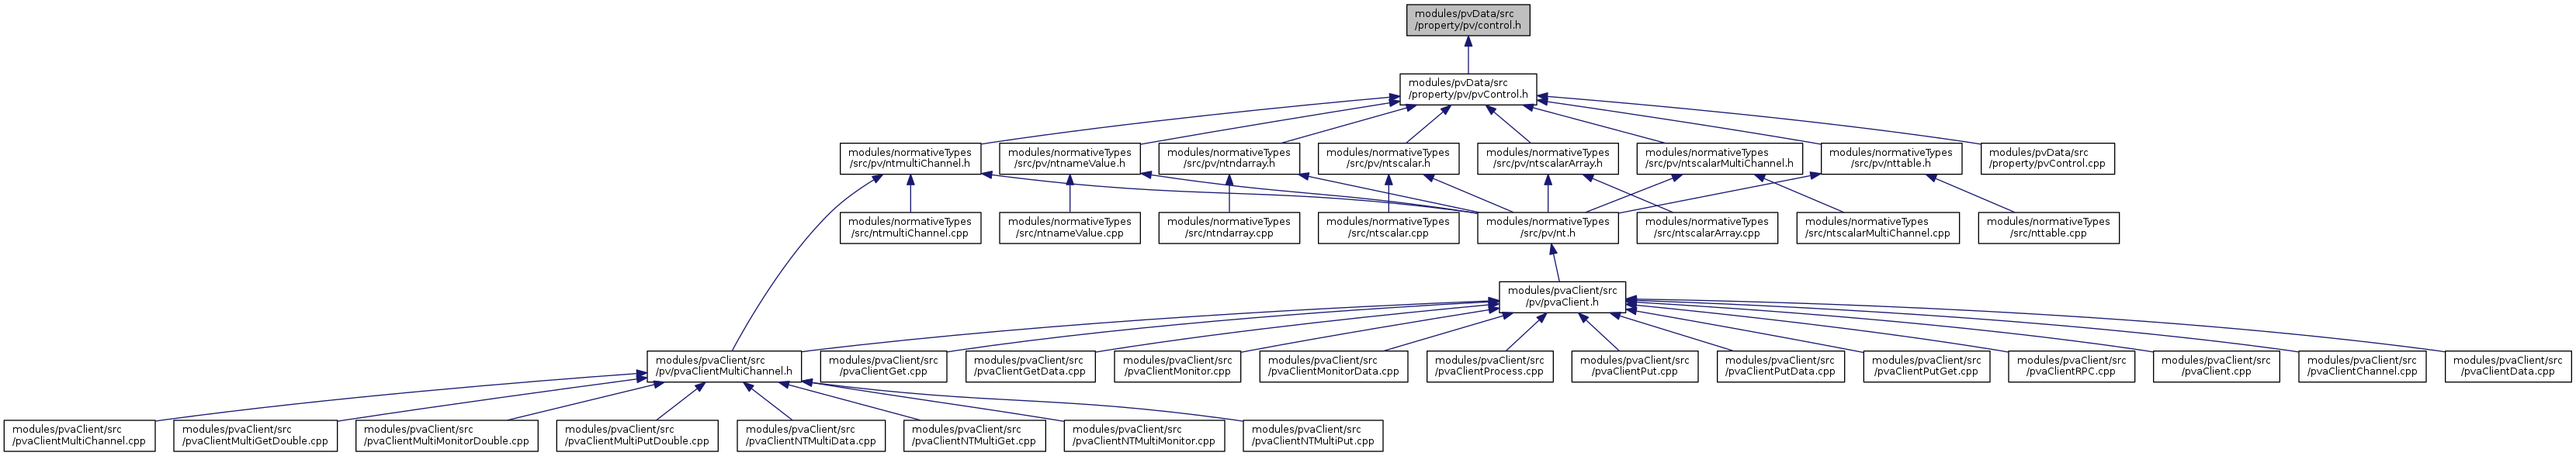 modules/pvData/src
/property/pv/control.h
modules/pvData/src
/property/pv/pvControl.h
modules/normativeTypes
/src/pv/ntmultiChannel.h
modules/normativeTypes
/src/pv/ntnameValue.h
modules/normativeTypes
/src/pv/ntndarray.h
modules/normativeTypes
/src/pv/ntscalar.h
modules/normativeTypes
/src/pv/ntscalarArray.h
modules/normativeTypes
/src/pv/ntscalarMultiChannel.h
modules/normativeTypes
/src/pv/nttable.h
modules/pvData/src
/property/pvControl.cpp
modules/normativeTypes
/src/ntmultiChannel.cpp
modules/normativeTypes
/src/ntnameValue.cpp
modules/normativeTypes
/src/ntndarray.cpp
modules/normativeTypes
/src/ntscalar.cpp
modules/normativeTypes
/src/pv/nt.h
modules/normativeTypes
/src/ntscalarArray.cpp
modules/normativeTypes
/src/ntscalarMultiChannel.cpp
modules/normativeTypes
/src/nttable.cpp
modules/pvaClient/src
/pv/pvaClient.h
modules/pvaClient/src
/pv/pvaClientMultiChannel.h
modules/pvaClient/src
/pvaClientGet.cpp
modules/pvaClient/src
/pvaClientGetData.cpp
modules/pvaClient/src
/pvaClientMonitor.cpp
modules/pvaClient/src
/pvaClientMonitorData.cpp
modules/pvaClient/src
/pvaClientProcess.cpp
modules/pvaClient/src
/pvaClientPut.cpp
modules/pvaClient/src
/pvaClientPutData.cpp
modules/pvaClient/src
/pvaClientPutGet.cpp
modules/pvaClient/src
/pvaClientRPC.cpp
modules/pvaClient/src
/pvaClient.cpp
modules/pvaClient/src
/pvaClientChannel.cpp
modules/pvaClient/src
/pvaClientData.cpp
modules/pvaClient/src
/pvaClientMultiChannel.cpp
modules/pvaClient/src
/pvaClientMultiGetDouble.cpp
modules/pvaClient/src
/pvaClientMultiMonitorDouble.cpp
modules/pvaClient/src
/pvaClientMultiPutDouble.cpp
modules/pvaClient/src
/pvaClientNTMultiData.cpp
modules/pvaClient/src
/pvaClientNTMultiGet.cpp
modules/pvaClient/src
/pvaClientNTMultiMonitor.cpp
modules/pvaClient/src
/pvaClientNTMultiPut.cpp